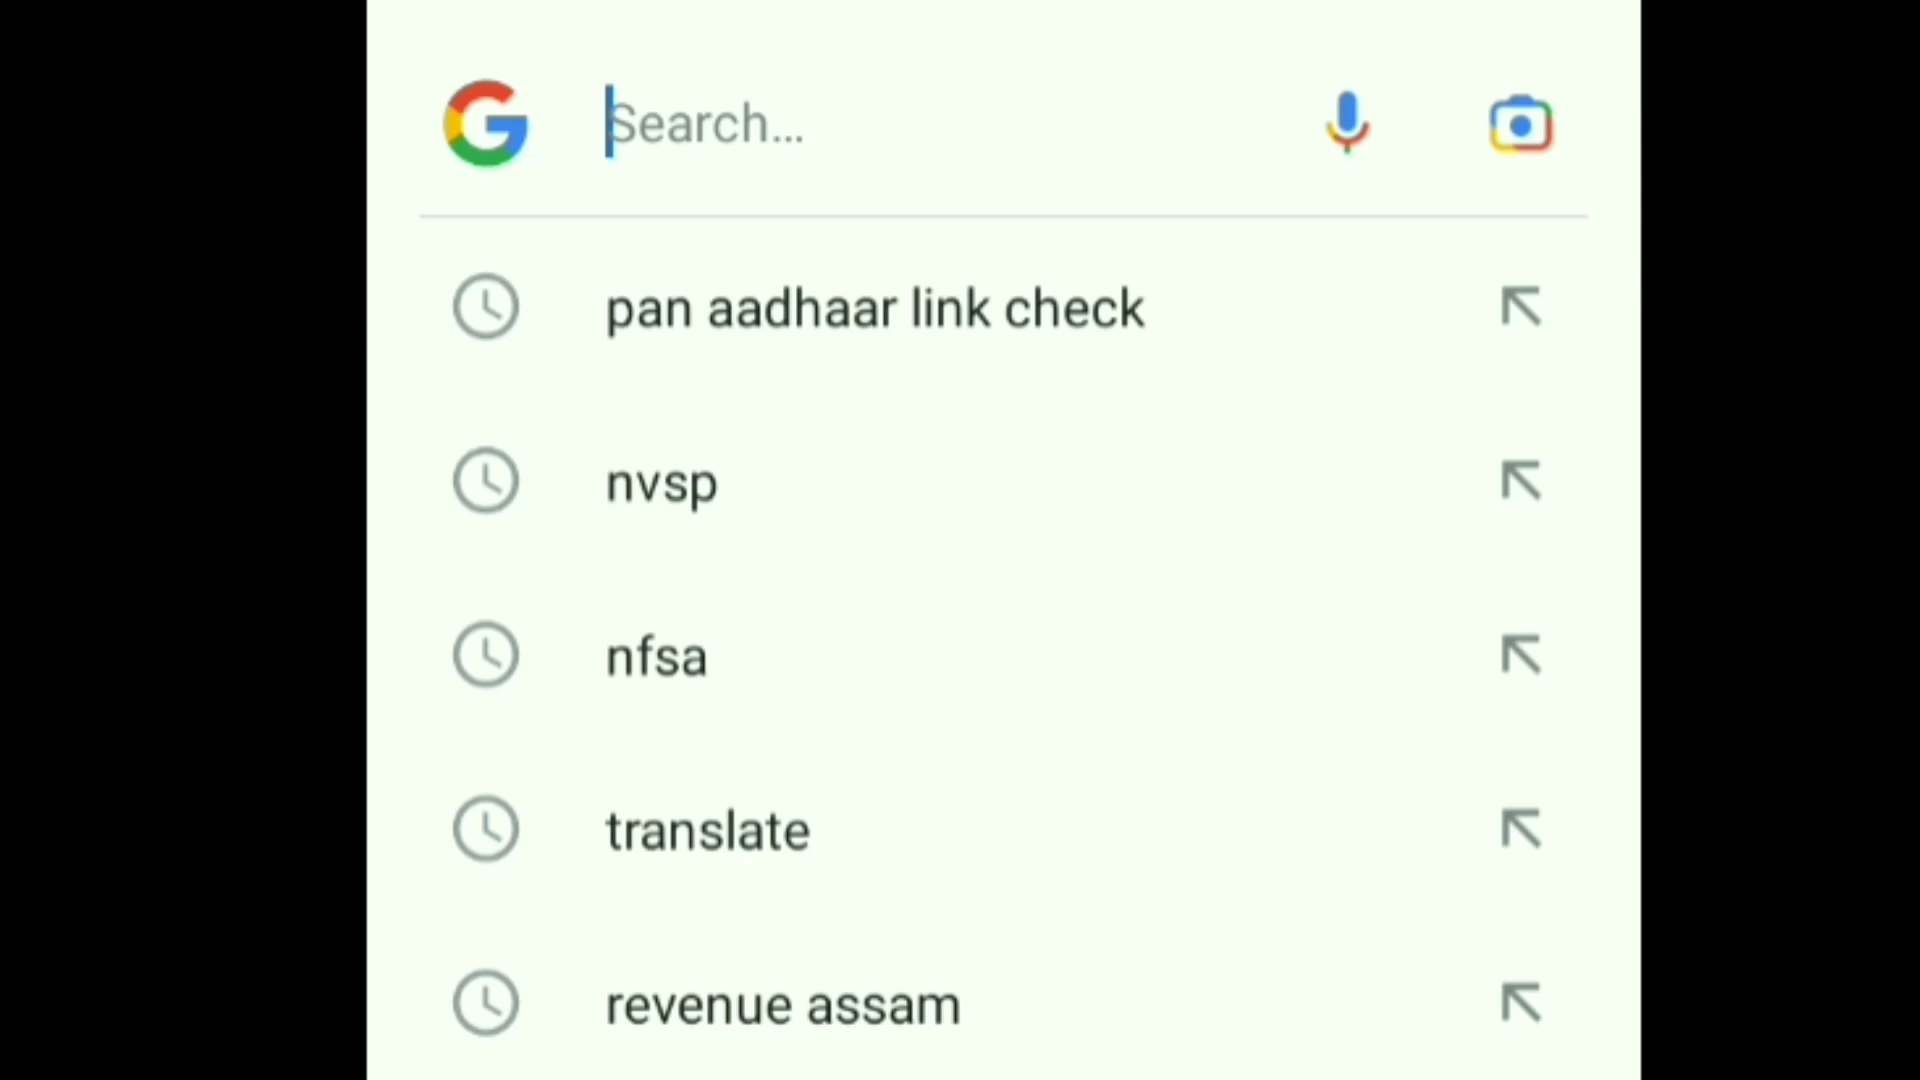 Search...
pan aadhaar link check
nvsp
nfsa
translate
revenue assam